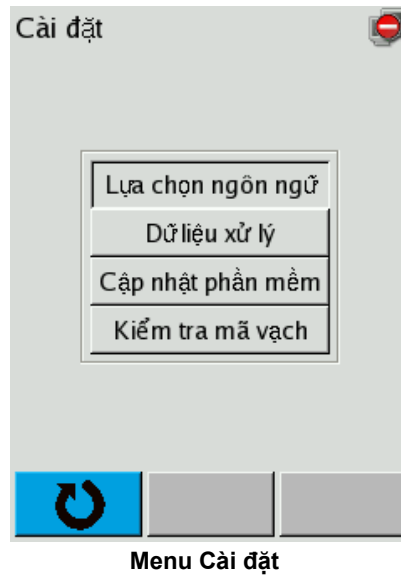 Cài đặt
Lựa chọn ngôn ngữ
Dữ liệu xử lý
Cập nhật phần mềm
Kiểm tra mã vạch
Menu Cài đặt